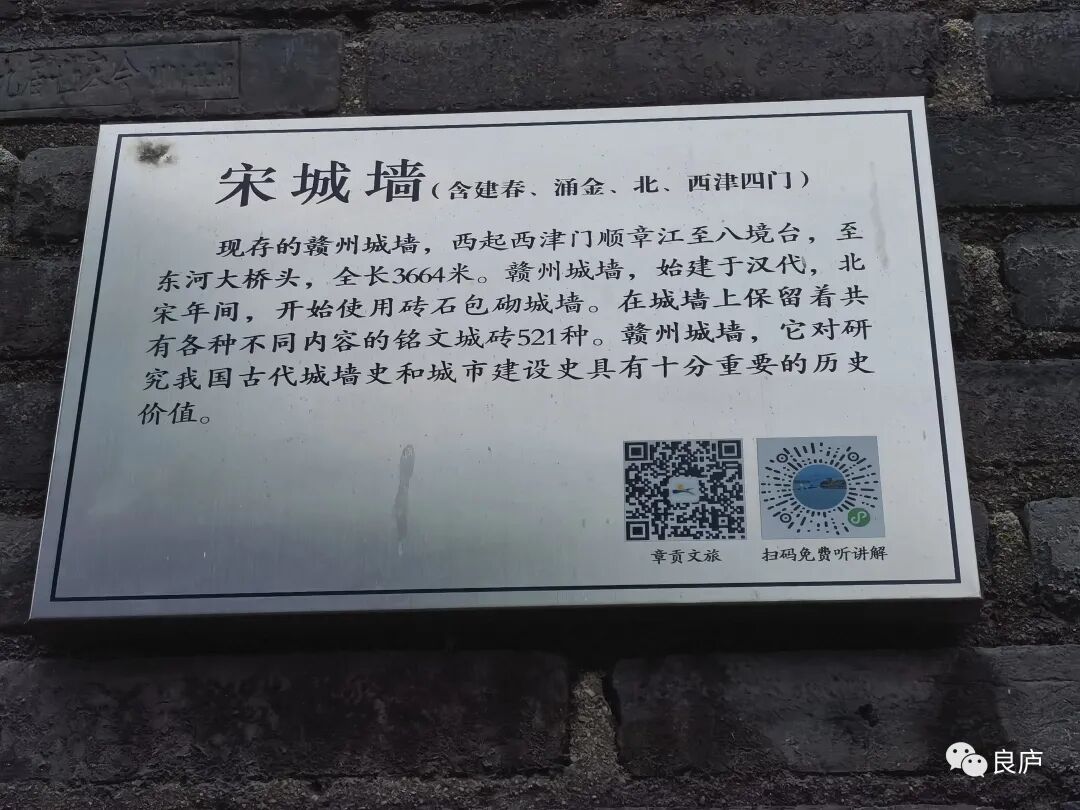 宋城墙(含建春、涌金、北、西津四门)
现存的赣州城墙，西起西津门顺章江至八境台，至
东河大桥头，全长3664米。赣州城墙，始建于汉代，北
宋年间，开始使用砖石包砌城墙。在城墙上保留着共
有各种不同内容的铭文城砖521种。赣州城墙，它对研
究我国古代城墙史和城市建设史具有十分重要的历史
价值。
章贡文旅
扫码免费听讲解
良庐